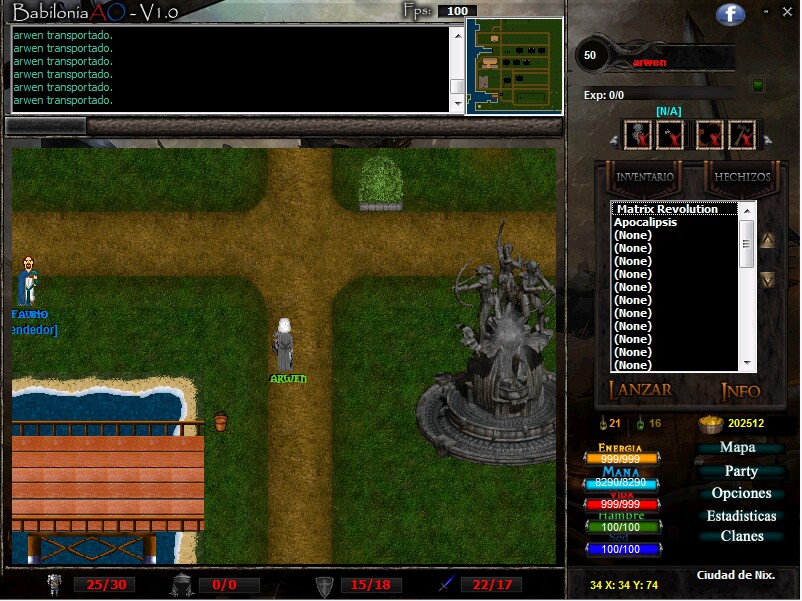 BabiloniaAO - V1.0
Fps: 100
arwen transportado.
arwen transportado.
arwen transportado.
arwen transportado.
arwen transportado.
arwen transportado.
f
50
arwen
Exp: 0/0
[N/A]
INVENTARIO HECHIZOS
Matrix Revolution
Apocalipsis
(None)
(None)
(None)
(None)
(None)
(None)
(None)
(None)
(None)
(None)
(None)
LANZAR INFO
endedor]
ARWEN
21 16 202512
ENERGIA
999/999
MANA
8290/8290
Vida
999/999
Hambre
100/100
Sed
100/100
Mapa
Party
Opciones
Estadisticas
Clanes
25/30 0/0 15/18 22/17
34 X: 34 Y: 74
Ciudad de Nix.